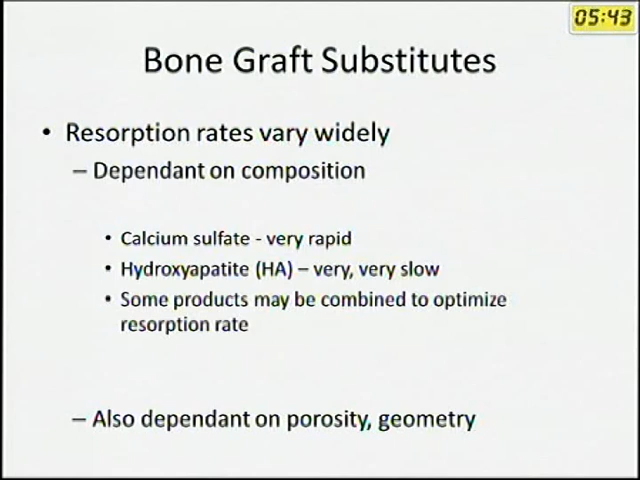 05:43
Bone Graft Substitutes
• Resorption rates vary widely
– Dependant on composition
• Calcium sulfate - very rapid
• Hydroxyapatite (HA) – very, very slow
• Some products may be combined to optimize
resorption rate
– Also dependant on porosity, geometry